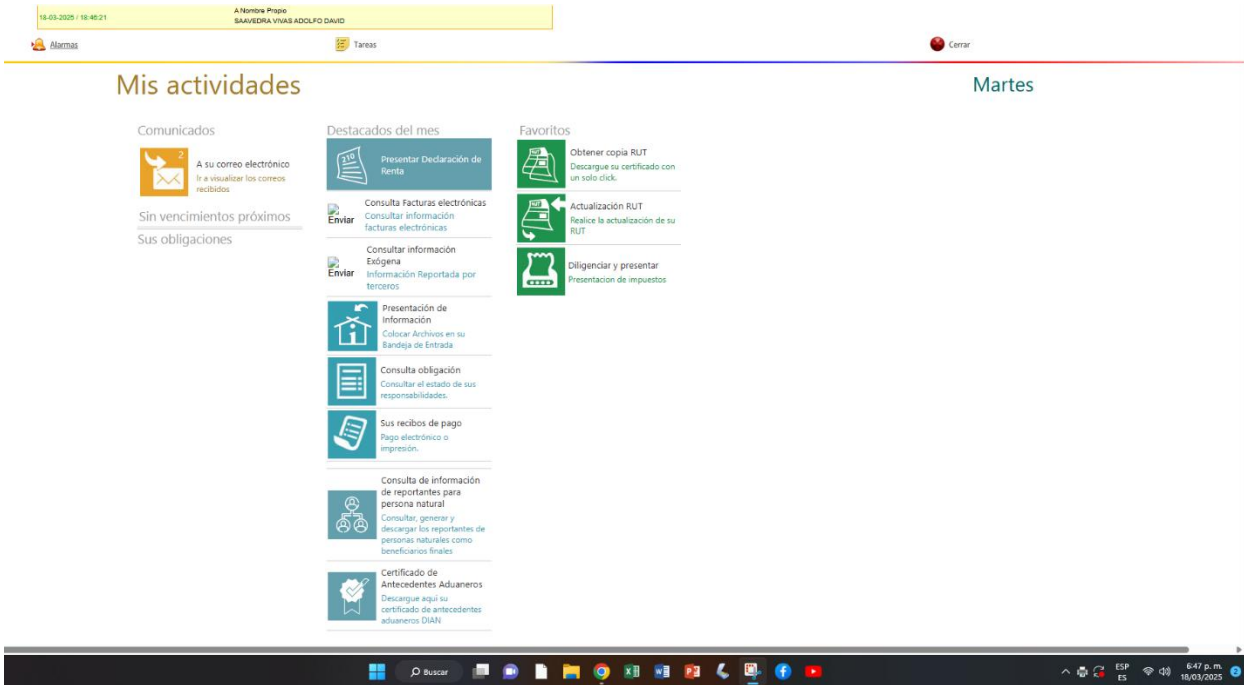 18-03-2025 / 18:46:21
A Nombre Propio
SAAVEDRA VIVAS ADOLFO DAVID
Alarmas
Tareas
Cerrar
Mis actividades
Martes
Comunicados
2
A su correo electrónico
Ir a visualizar los correos
recibidos
Sin vencimientos próximos
Sus obligaciones
Destacados del mes
210
Presentar Declaración de
Renta
Enviar
Consulta Facturas electrónicas
Consultar información
facturas electrónicas
Enviar
Consultar información
Exógena
Información Reportada por
terceros
Presentación de
Información
Colocar Archivos en su
Bandeja de Entrada
Consulta obligación
Consultar el estado de sus
responsabilidades.
Sus recibos de pago
Pago electrónico o
impresión.
Consulta de información
de reportantes para
persona natural
Consultar, generar y
descargar los reportantes de
personas naturales como
beneficiarios finales
Certificado de
Antecedentes Aduaneros
Descargue aqui su
certificado de antecedentes
aduaneros DIAN
Favoritos
RUT
Obtener copia RUT
Descargue su certificado con
un solo click.
RUT
Actualización RUT
Realice la actualización de su
RUT
Diligenciar y presentar
Presentacion de impuestos
Buscar
ESP
ES
6:47 p. m.
18/03/2025
2